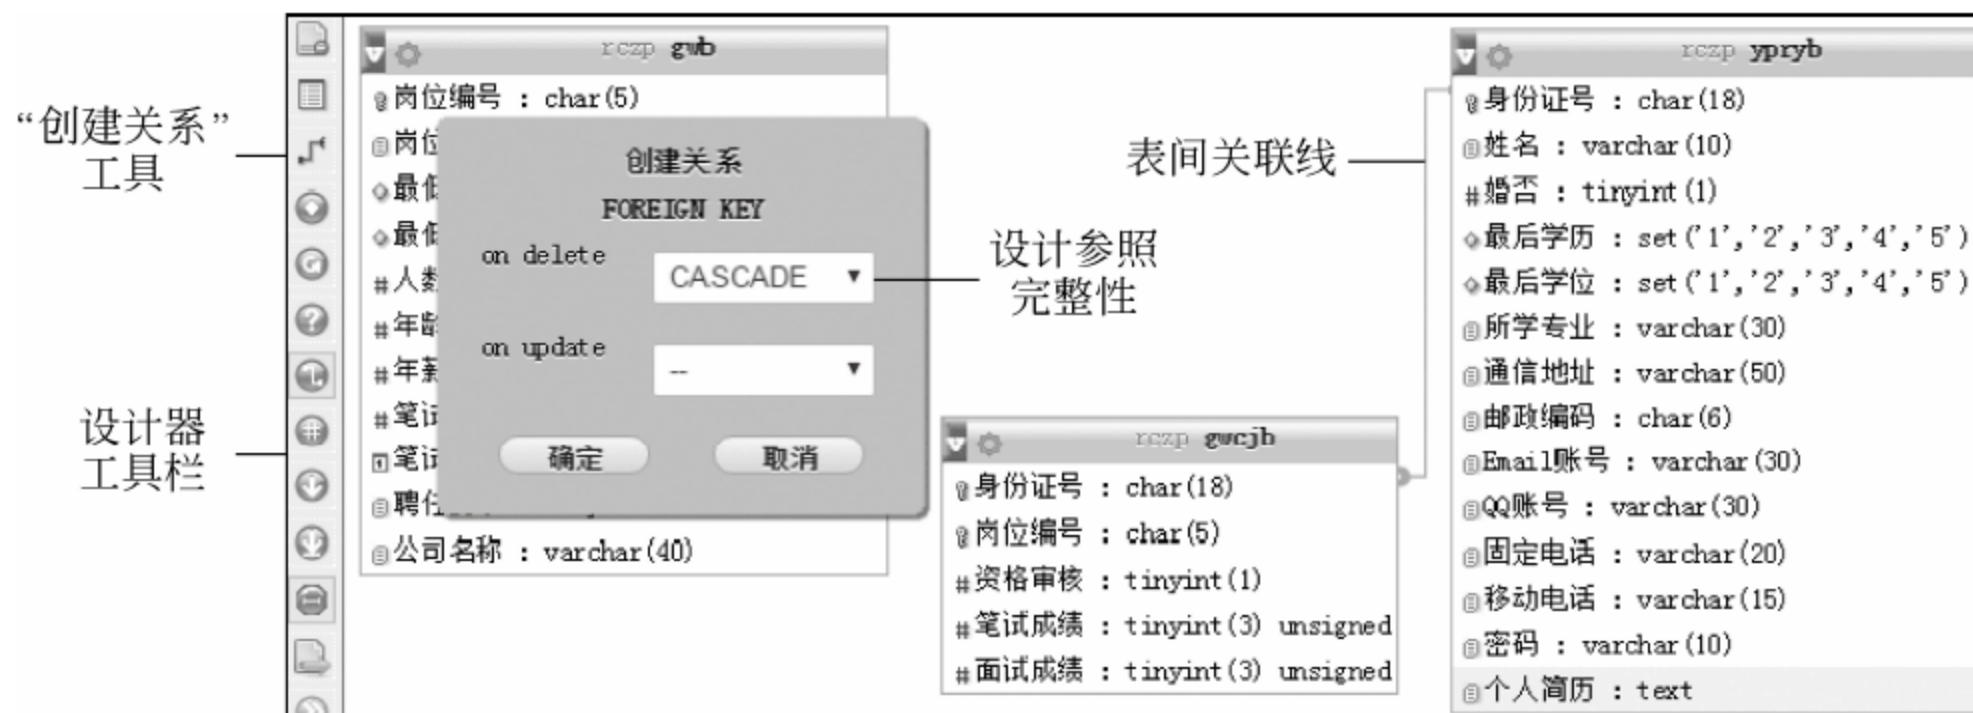 “创建关系”
工具
设计器
工具栏
rczp gwb
岗位编号 : char(5)
岗位
最低
最低
#人数
#年龄
#年薪
#笔试
笔试
聘任
公司名称 : varchar(40)
创建关系
FOREIGN KEY
on delete
CASCADE
on update
--
确定
取消
设计参照
完整性
表间关联线
rczp gwcjb
身份证号 : char(18)
岗位编号 : char(5)
#资格审核 : tinyint(1)
#笔试成绩 : tinyint(3) unsigned
#面试成绩 : tinyint(3) unsigned
rczp ypryb
身份证号 : char(18)
姓名 : varchar(10)
#婚否 : tinyint(1)
最后学历 : set('1','2','3','4','5')
最后学位 : set('1','2','3','4','5')
所学专业 : varchar(30)
通信地址 : varchar(50)
邮政编码 : char(6)
Email账号 : varchar(30)
QQ账号 : varchar(30)
固定电话 : varchar(20)
移动电话 : varchar(15)
密码 : varchar(10)
个人简历 : text